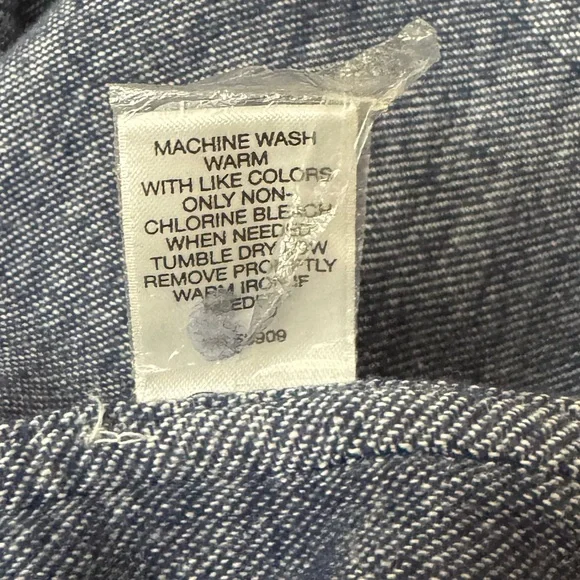 MACHINE WASH
WARM
WITH LIKE COLORS
ONLY NON-
CHLORINE BLEACH
WHEN NEEDED
TUMBLE DRY LOW
REMOVE PROMPTLY
WARM IRON IF
NEEDED